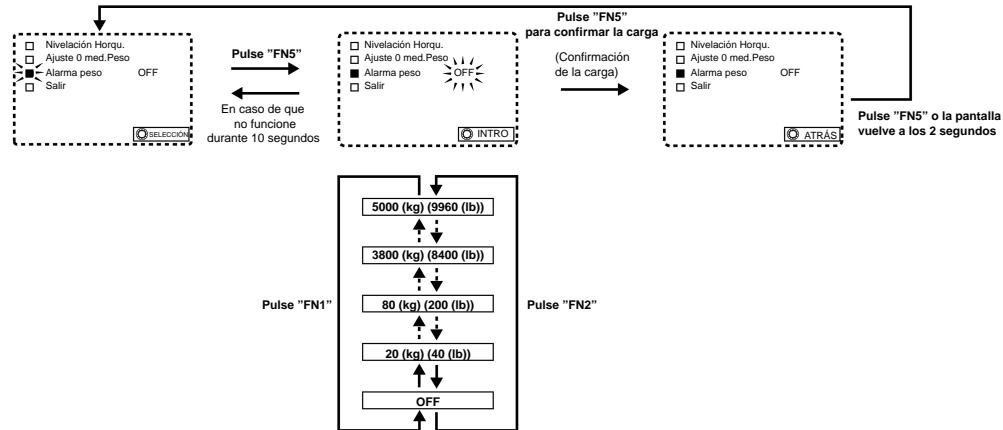 Nivelación Horqu.
Ajuste 0 med.Peso
Alarma peso OFF
Salir
SELECCIÓN
Pulse "FN5"
En caso de que
no funcione
durante 10 segundos
Nivelación Horqu.
Ajuste 0 med.Peso
Alarma peso OFF
Salir
INTRO
Pulse "FN5"
para confirmar la carga
(Confirmación
de la carga)
Nivelación Horqu.
Ajuste 0 med.Peso
Alarma peso OFF
Salir
ATRÁS
Pulse "FN5" o la pantalla
vuelve a los 2 segundos
Pulse "FN1"
5000 (kg) (9960 (lb))
3800 (kg) (8400 (lb))
80 (kg) (200 (lb))
20 (kg) (40 (lb))
OFF
Pulse "FN2"